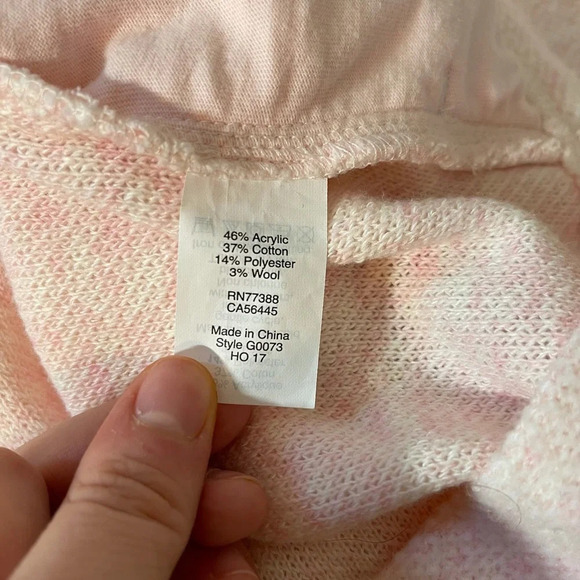 46% Acrylic
37% Cotton
14% Polyester
3% Wool
RN77388
CA56445
Made in China
Style G0073
HO 17